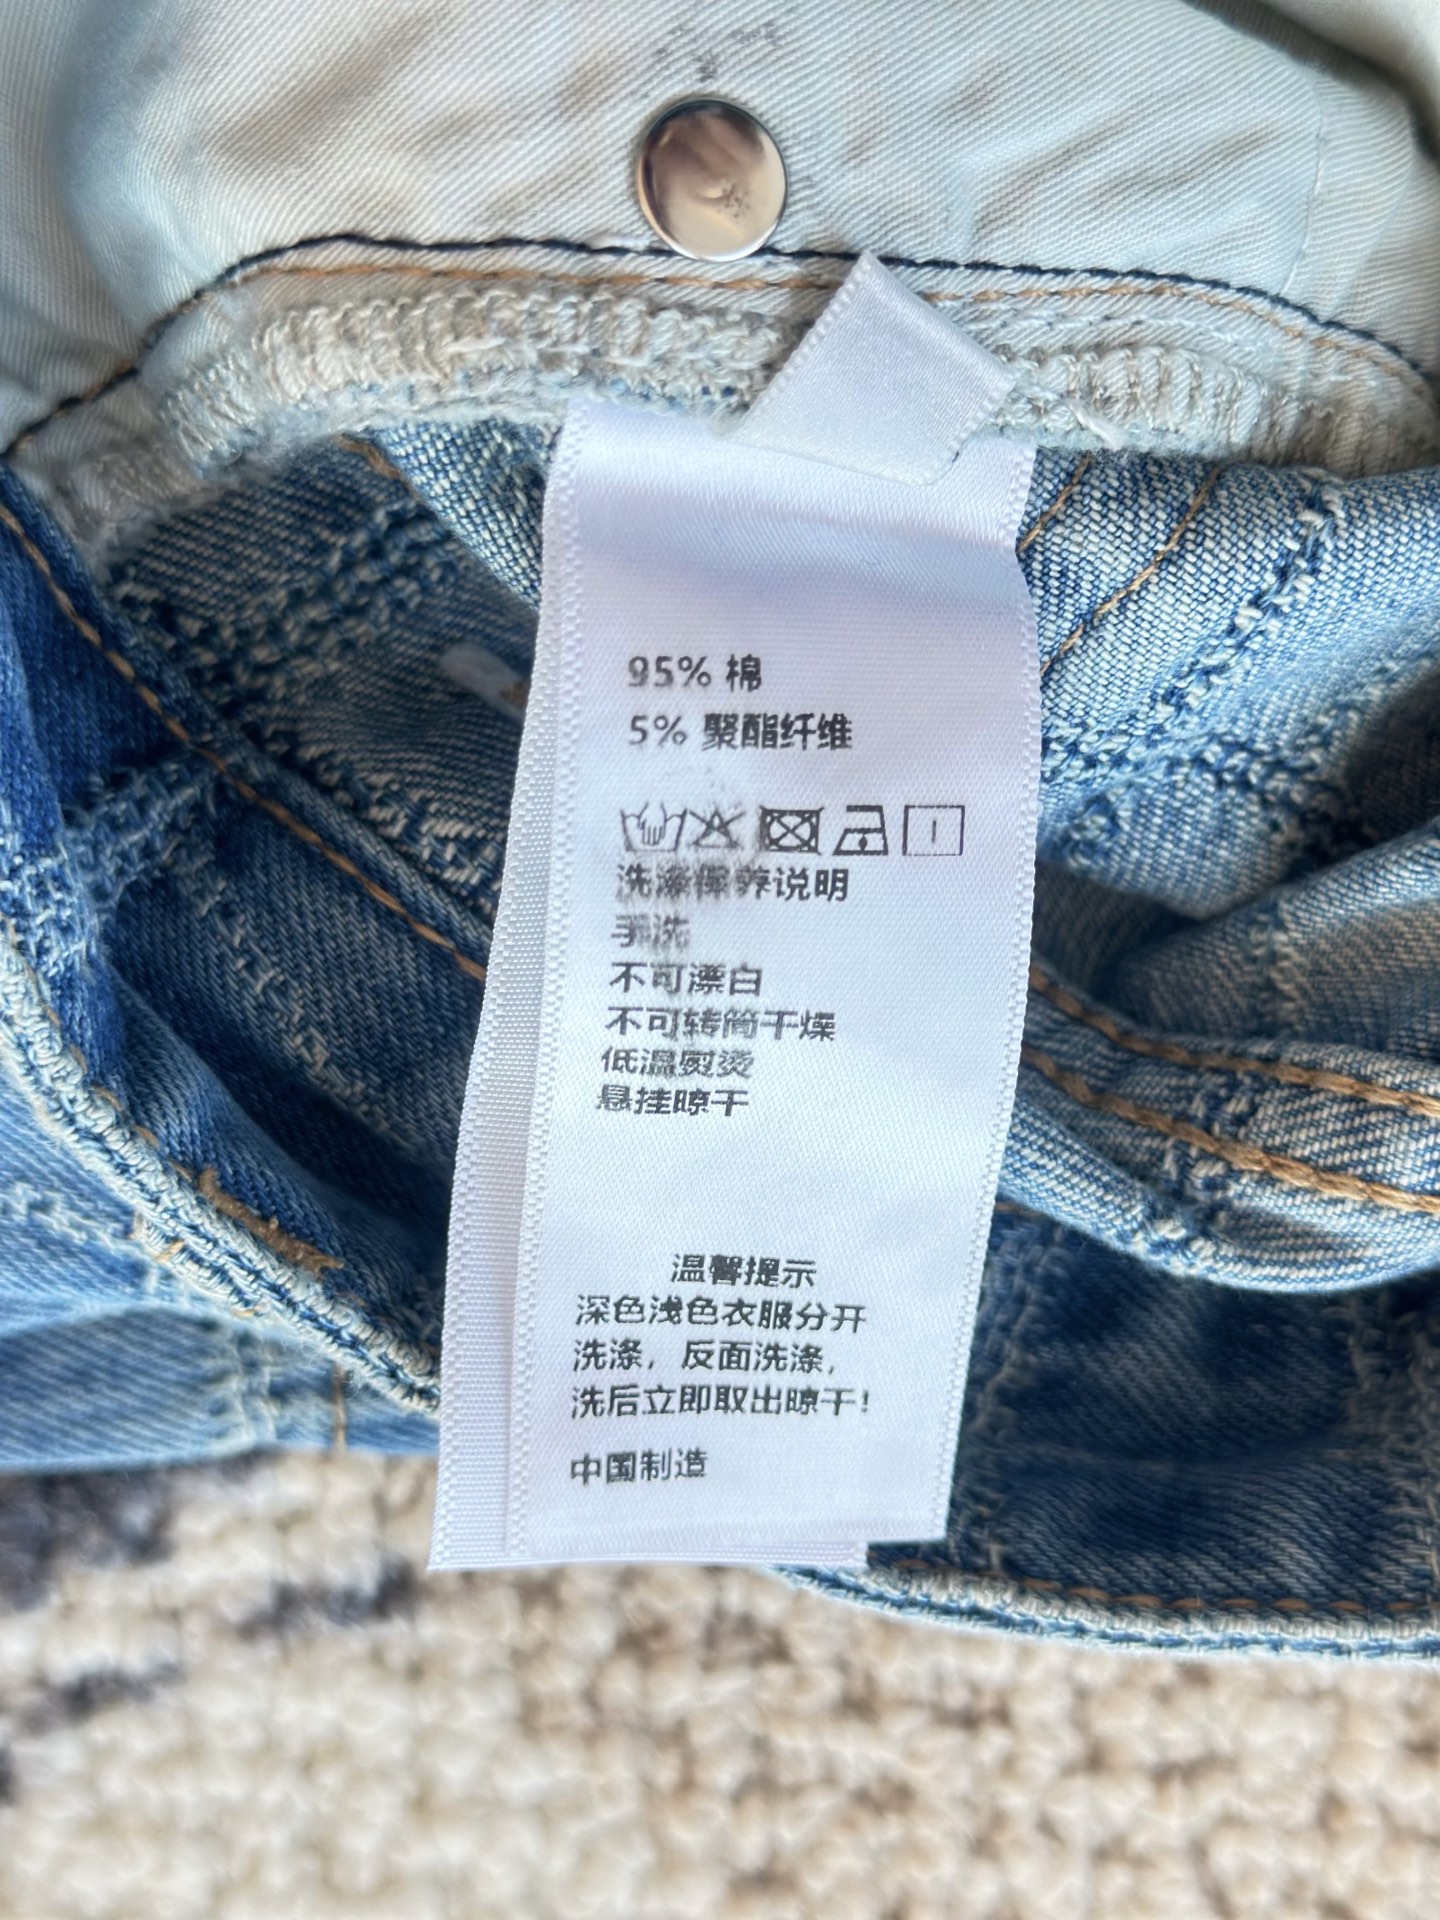 95% 棉
5% 聚酯纤维
洗涤保养说明
手洗
不可漂白
不可转筒干燥
低温熨烫
悬挂晾干
温馨提示
深色浅色衣服分开
洗涤，反面洗涤，
洗后立即取出晾干!
中国制造